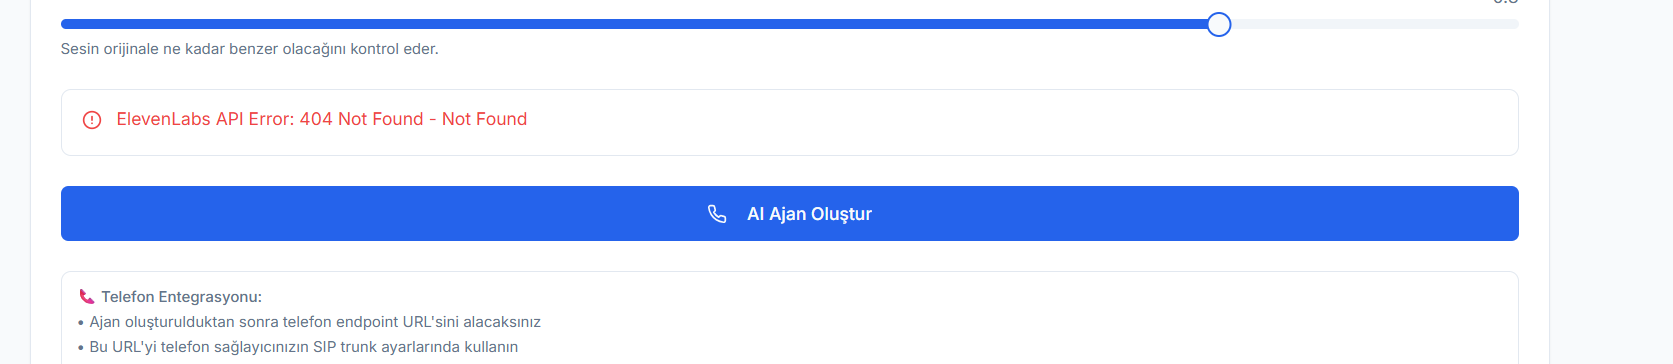 Sesin orijinale ne kadar benzer olacağını kontrol eder.
ElevenLabs API Error: 404 Not Found - Not Found
AI Ajan Oluştur
Telefon Entegrasyonu:
• Ajan oluşturulduktan sonra telefon endpoint URL'sini alacaksınız
• Bu URL'yi telefon sağlayıcınızın SIP trunk ayarlarında kullanın